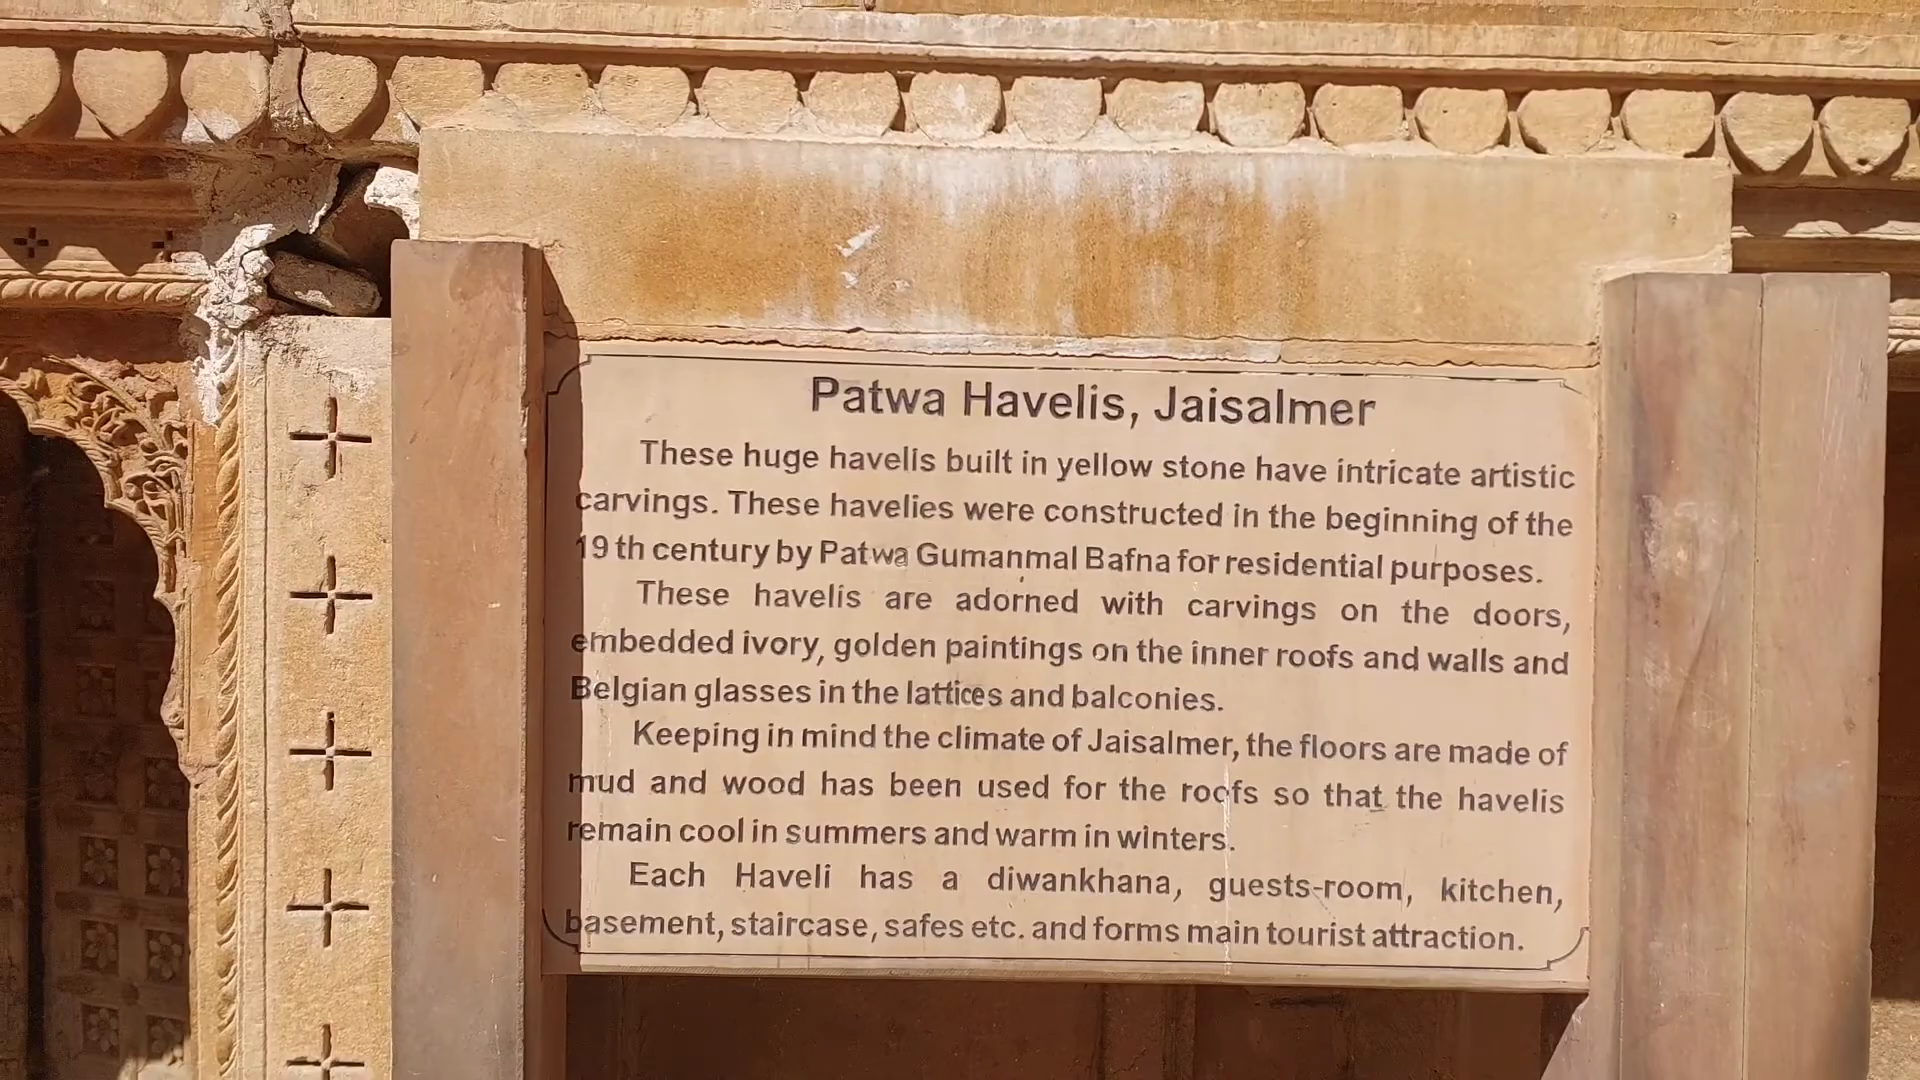 Patwa Havelis, Jaisalmer
These huge havelis built in yellow stone have intricate artistic
carvings. These havelies were constructed in the beginning of the
19 th century by Patwa Gumanmal Bafna for residential purposes.
These havelis are adorned with carvings on the doors,
embedded ivory, golden paintings on the inner roofs and walls and
Belgian glasses in the lattices and balconies.
Keeping in mind the climate of Jaisalmer, the floors are made of
mud and wood has been used for the roofs so that the havelis
remain cool in summers and warm in winters.
Each Haveli has a diwankhana, guests-room, kitchen,
basement, staircase, safes etc. and forms main tourist attraction.